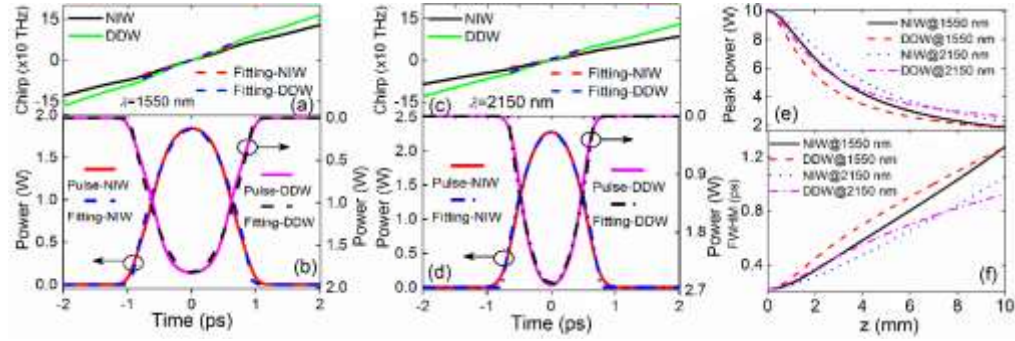 Chirp (x10 THz)
15
0
-15
NIW
DDW
Fitting-NIW
Fitting-DDW
λ=1550 nm
(a)
Power (W)
2.0
1.5
1.0
0.5
0.0
Pulse-NIW
Fitting-NIW
Pulse-DDW
Fitting-DDW
(b)
0.0
0.5
1.0
1.5
2.0
Power (W)
-2 -1 0 1 2
Time (ps)
Chirp (x10 THz)
15
0
-15
NIW
DDW
Fitting-NIW
Fitting-DDW
(c)
λ=2150 nm
Power (W)
2.5
2.0
1.5
1.0
0.5
0.0
Pulse-NIW
Fitting-NIW
Pulse-DDW
Fitting-DDW
(d)
0.0
0.9
1.8
2.7
Power (W)
-2 -1 0 1 2
Time (ps)
Peak power (W)
10
8
6
4
2
NIW@1550 nm
DDW@1550 nm
NIW@2150 nm
DDW@2150 nm
(e)
FWHM (ps)
1.2
0.8
0.4
NIW@1550 nm
DDW@1550 nm
NIW@2150 nm
DDW@2150 nm
(f)
0 2 4 6 8 10
z (mm)